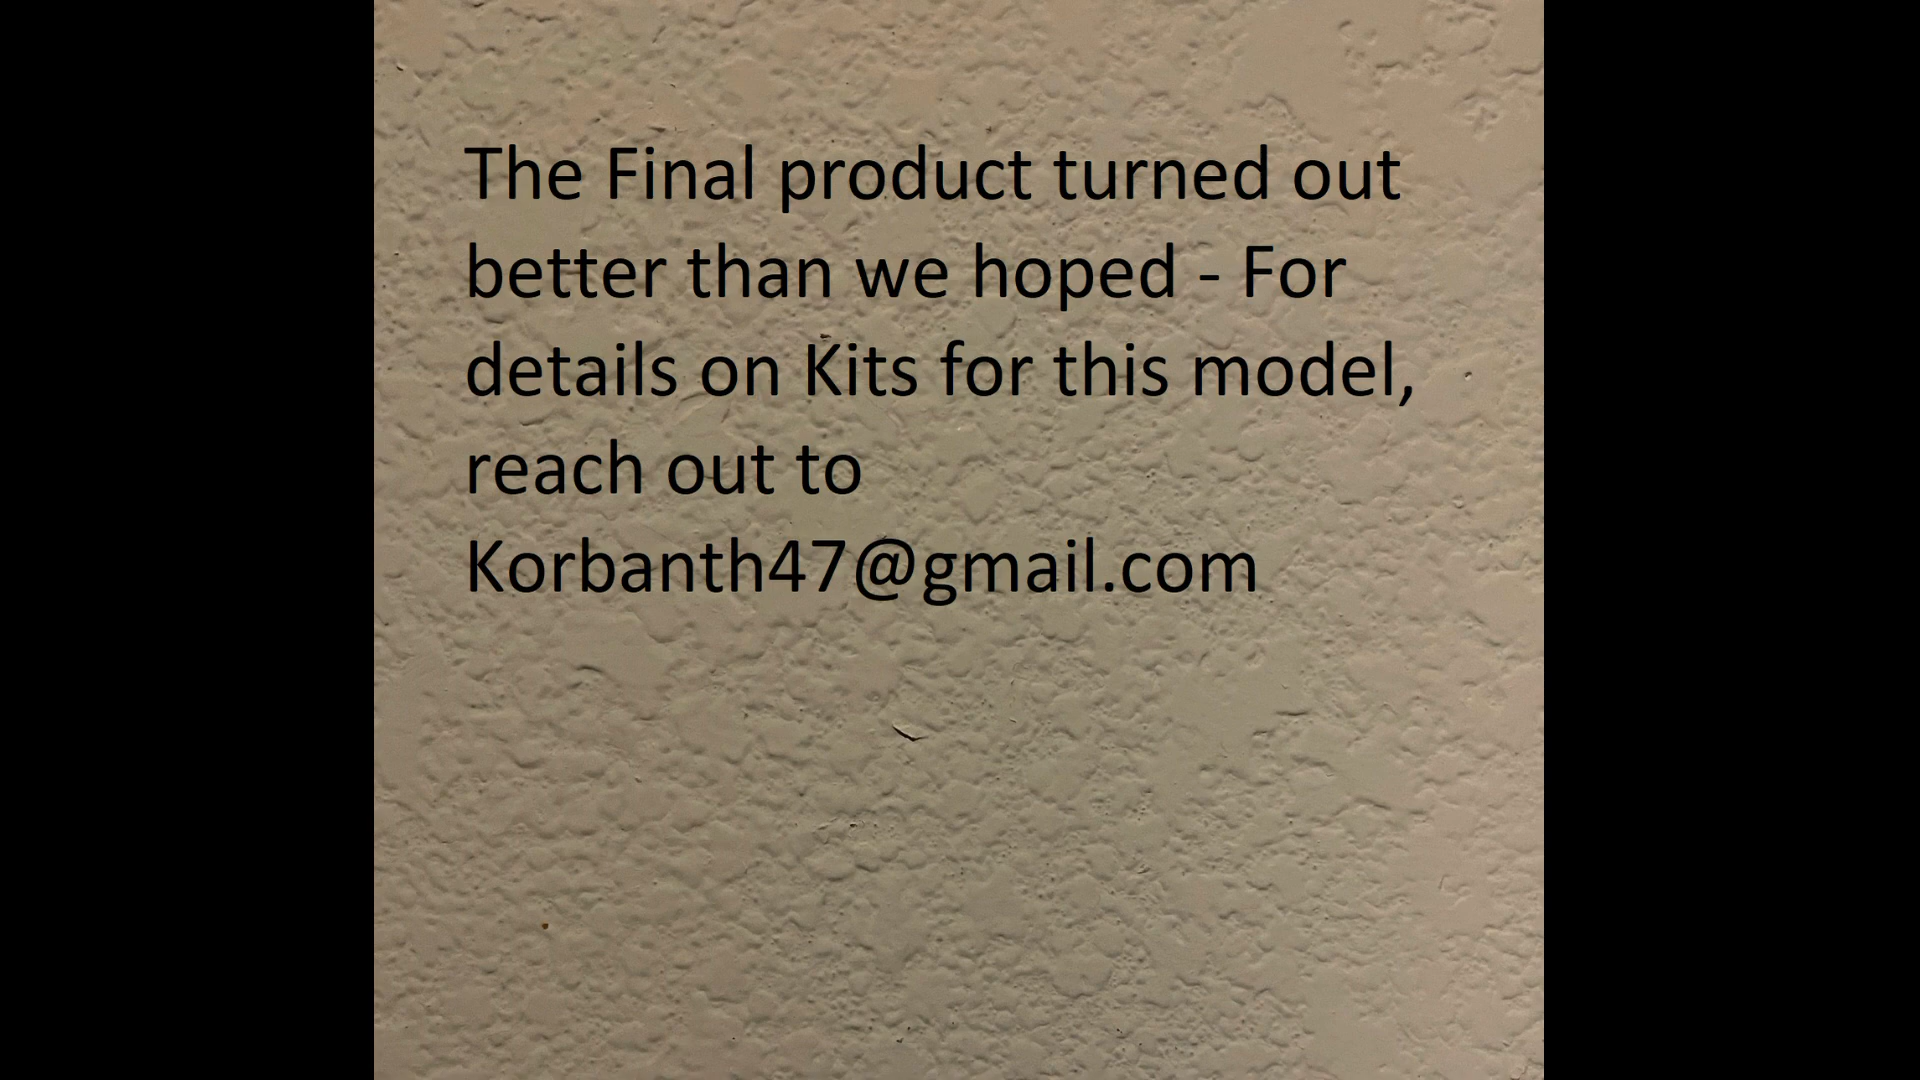 The Final product turned out
better than we hoped - For
details on Kits for this model,
reach out to
Korbanth47@gmail.com